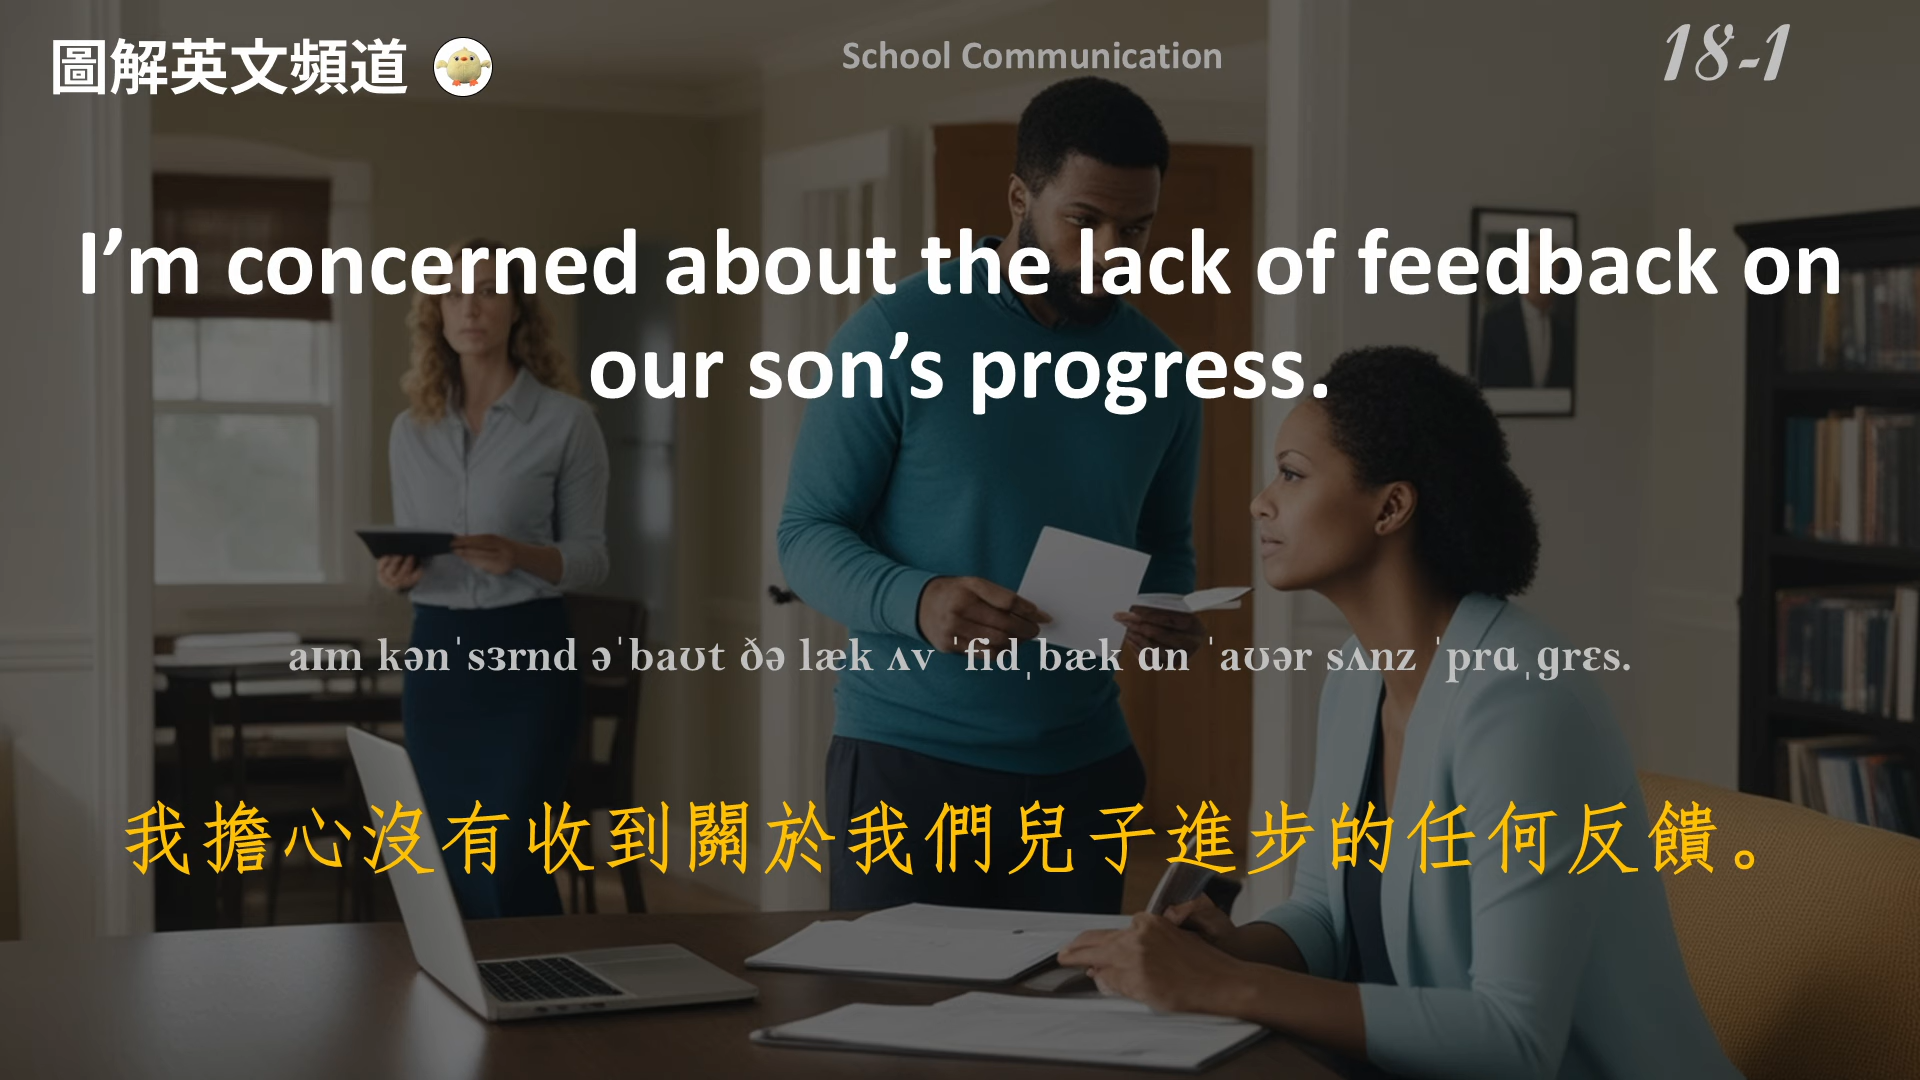 圖解英文頻道
School Communication
18-1
I’m concerned about the lack of feedback on
our son’s progress.
aɪm kənˈsɜrnd əˈbaʊt ðə læk ʌv ˈfidˌbæk ɑn ˈaʊər sʌnz ˈprɑˌɡrɛs.
我擔心沒有收到關於我們兒子進步的任何反饋。